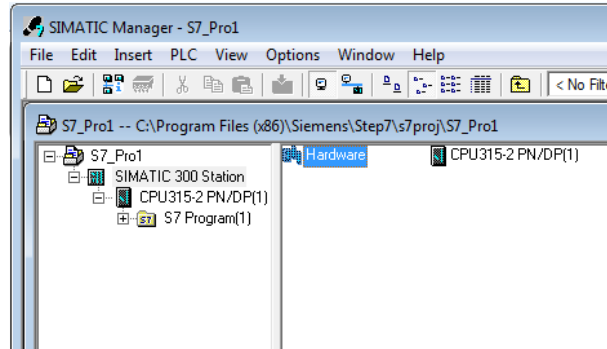 SIMATIC Manager - S7_Pro1
File Edit Insert PLC View Options Window Help
< No Filte
S7_Pro1 -- C:\Program Files (x86)\Siemens\Step7\s7proj\S7_Pro1
S7_Pro1
SIMATIC 300 Station
CPU315-2 PN/DP(1)
S7 Program(1)
Hardware
CPU315-2 PN/DP(1)